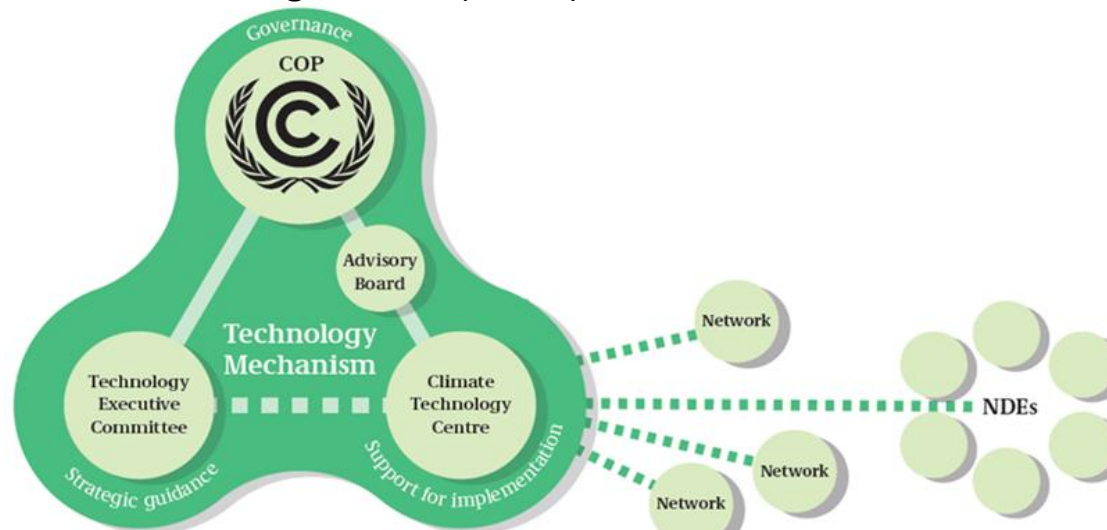 Governance
COP
Advisory
Board
Technology
Mechanism
Technology
Executive
Committee
Climate
Technology
Centre
Strategic guidance
Support for implementation
Network
NDEs
Network
Network